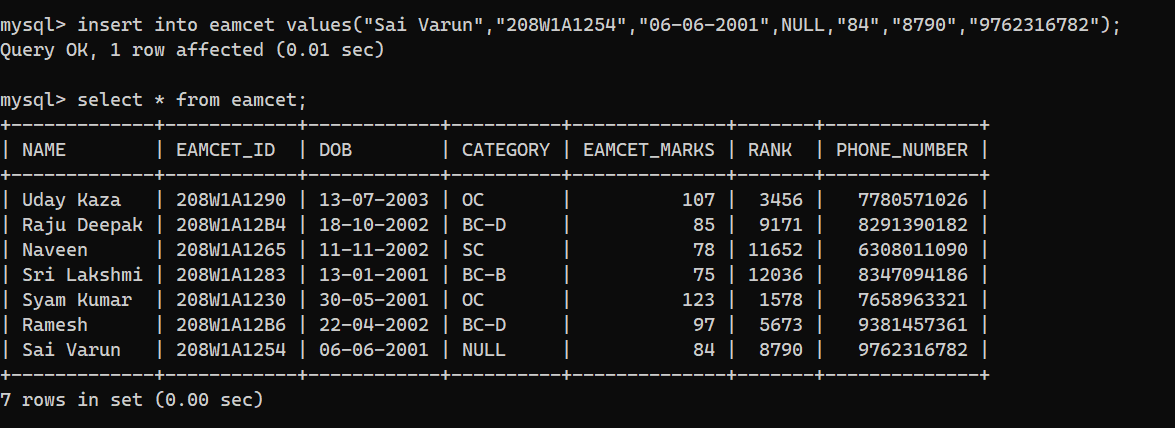 mysql> insert into eamcet values("Sai Varun","208W1A1254","06-06-2001",NULL,"84","8790","9762316782");
Query OK, 1 row affected (0.01 sec)

mysql> select * from eamcet;
+-------------+------------+------------+----------+--------------+-------+--------------+
| NAME        | EAMCET_ID  | DOB        | CATEGORY | EAMCET_MARKS | RANK  | PHONE_NUMBER |
+-------------+------------+------------+----------+--------------+-------+--------------+
| Uday Kaza   | 208W1A1290 | 13-07-2003 | OC       |          107 |  3456 |   7780571026 |
| Raju Deepak | 208W1A12B4 | 18-10-2002 | BC-D     |           85 |  9171 |   8291390182 |
| Naveen      | 208W1A1265 | 11-11-2002 | SC       |           78 | 11652 |   6308011090 |
| Sri Lakshmi | 208W1A1283 | 13-01-2001 | BC-B     |           75 | 12036 |   8347094186 |
| Syam Kumar  | 208W1A1230 | 30-05-2001 | OC       |          123 |  1578 |   7658963321 |
| Ramesh      | 208W1A12B6 | 22-04-2002 | BC-D     |           97 |  5673 |   9381457361 |
| Sai Varun   | 208W1A1254 | 06-06-2001 | NULL     |           84 |  8790 |   9762316782 |
+-------------+------------+------------+----------+--------------+-------+--------------+
7 rows in set (0.00 sec)